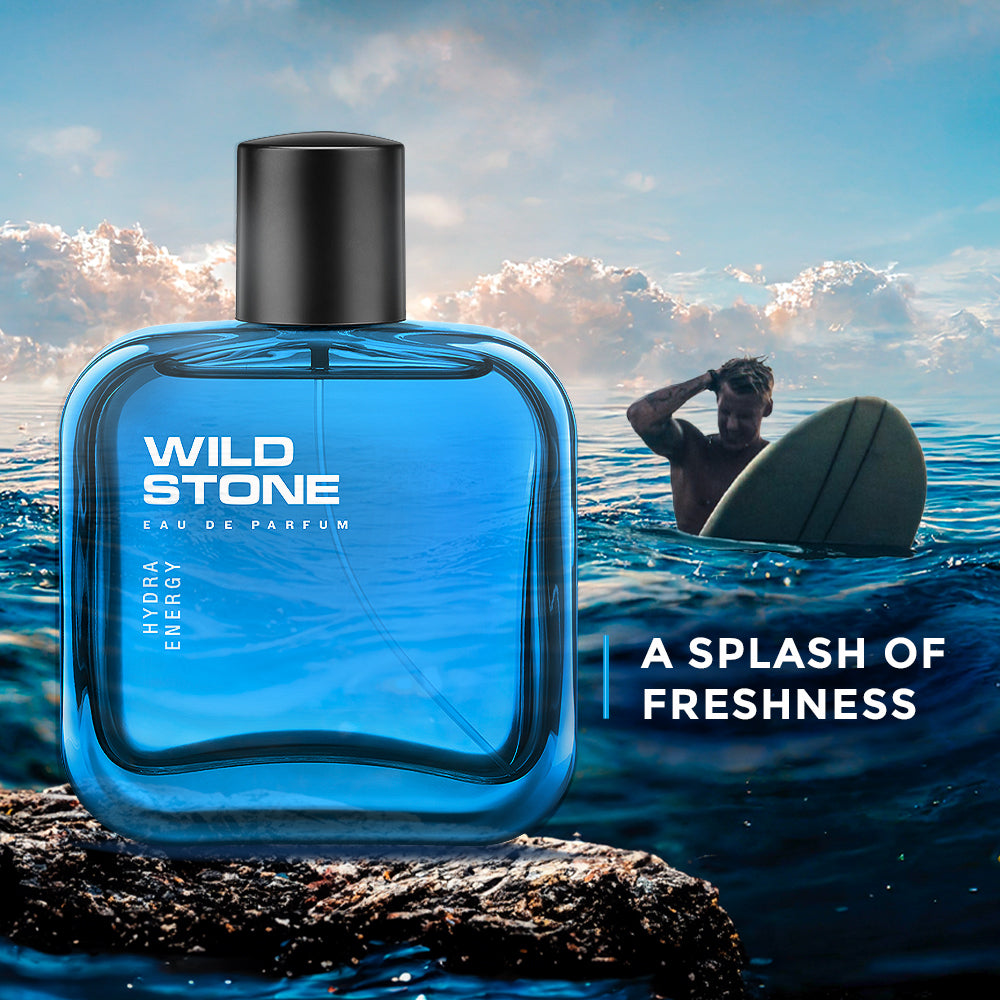 WILD
STONE
EAU DE PARFUM
HYDRA
ENERGY
A SPLASH OF
FRESHNESS